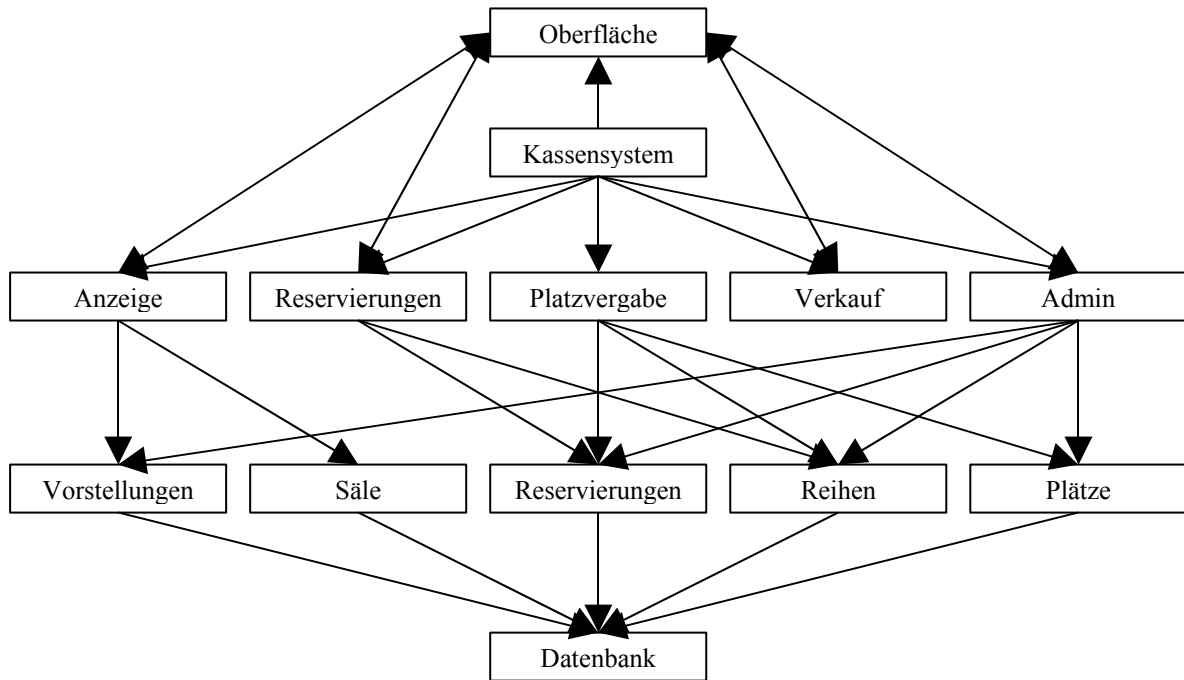 Oberfläche
Kassensystem
Anzeige
Reservierungen
Platzvergabe
Verkauf
Admin
Vorstellungen
Säle
Reservierungen
Reihen
Plätze
Datenbank